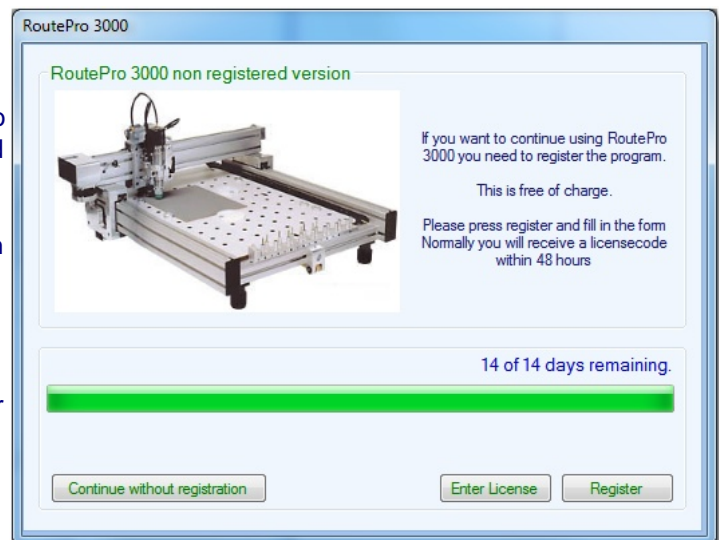 RoutePro 3000
RoutePro 3000 non registered version
If you want to continue using RoutePro
3000 you need to register the program.
This is free of charge.
Please press register and fill in the form
Normally you will receive a licensecode
within 48 hours
14 of 14 days remaining.
Continue without registration
Enter License
Register